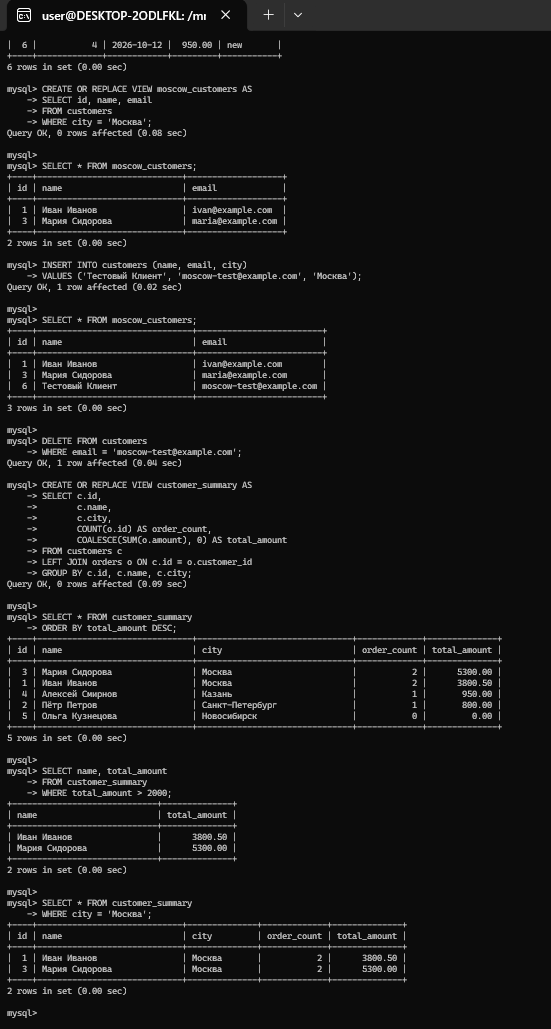 user@DESKTOP-2ODLFKL: /mi
|  6 |           4 | 2026-10-12 |  950.00 | new       |
+----+-------------+------------+---------+-----------+
6 rows in set (0.00 sec)
mysql> CREATE OR REPLACE VIEW moscow_customers AS
    -> SELECT id, name, email
    -> FROM customers
    -> WHERE city = 'Москва';
Query OK, 0 rows affected (0.08 sec)
mysql>
mysql> SELECT * FROM moscow_customers;
+----+-----------------------------+-------------------+
| id | name                        | email             |
+----+-----------------------------+-------------------+
|  1 | Иван Иванов                 | ivan@example.com  |
|  3 | Мария Сидорова              | maria@example.com |
+----+-----------------------------+-------------------+
2 rows in set (0.00 sec)
mysql> INSERT INTO customers (name, email, city)
    -> VALUES ('Тестовый Клиент', 'moscow-test@example.com', 'Москва');
Query OK, 1 row affected (0.02 sec)
mysql>
mysql> SELECT * FROM moscow_customers;
+----+-------------------------------+-------------------------+
| id | name                          | email                   |
+----+-------------------------------+-------------------------+
|  1 | Иван Иванов                   | ivan@example.com        |
|  3 | Мария Сидорова                | maria@example.com       |
|  6 | Тестовый Клиент               | moscow-test@example.com |
+----+-------------------------------+-------------------------+
3 rows in set (0.00 sec)
mysql>
mysql> DELETE FROM customers
    -> WHERE email = 'moscow-test@example.com';
Query OK, 1 row affected (0.04 sec)
mysql> CREATE OR REPLACE VIEW customer_summary AS
    -> SELECT c.id,
    ->        c.name,
    ->        c.city,
    ->        COUNT(o.id) AS order_count,
    ->        COALESCE(SUM(o.amount), 0) AS total_amount
    -> FROM customers c
    -> LEFT JOIN orders o ON c.id = o.customer_id
    -> GROUP BY c.id, c.name, c.city;
Query OK, 0 rows affected (0.09 sec)
mysql>
mysql> SELECT * FROM customer_summary
    -> ORDER BY total_amount DESC;
+----+-------------------------------+--------------------------------+-------------+--------------+
| id | name                          | city                           | order_count | total_amount |
+----+-------------------------------+--------------------------------+-------------+--------------+
|  3 | Мария Сидорова                | Москва                         |           2 |      5300.00 |
|  1 | Иван Иванов                   | Москва                         |           2 |      3800.50 |
|  4 | Алексей Смирнов               | Казань                         |           1 |       950.00 |
|  2 | Пётр Петров                   | Санкт-Петербург                |           1 |       800.00 |
|  5 | Ольга Кузнецова               | Новосибирск                    |           0 |         0.00 |
+----+-------------------------------+--------------------------------+-------------+--------------+
5 rows in set (0.00 sec)
mysql>
mysql> SELECT name, total_amount
    -> FROM customer_summary
    -> WHERE total_amount > 2000;
+-----------------------------+--------------+
| name                        | total_amount |
+-----------------------------+--------------+
| Иван Иванов                 |      3800.50 |
| Мария Сидорова              |      5300.00 |
+-----------------------------+--------------+
2 rows in set (0.00 sec)
mysql>
mysql> SELECT * FROM customer_summary
    -> WHERE city = 'Москва';
+----+-----------------------------+--------------+-------------+--------------+
| id | name                        | city         | order_count | total_amount |
+----+-----------------------------+--------------+-------------+--------------+
|  1 | Иван Иванов                 | Москва       |           2 |      3800.50 |
|  3 | Мария Сидорова              | Москва       |           2 |      5300.00 |
+----+-----------------------------+--------------+-------------+--------------+
2 rows in set (0.00 sec)
mysql>